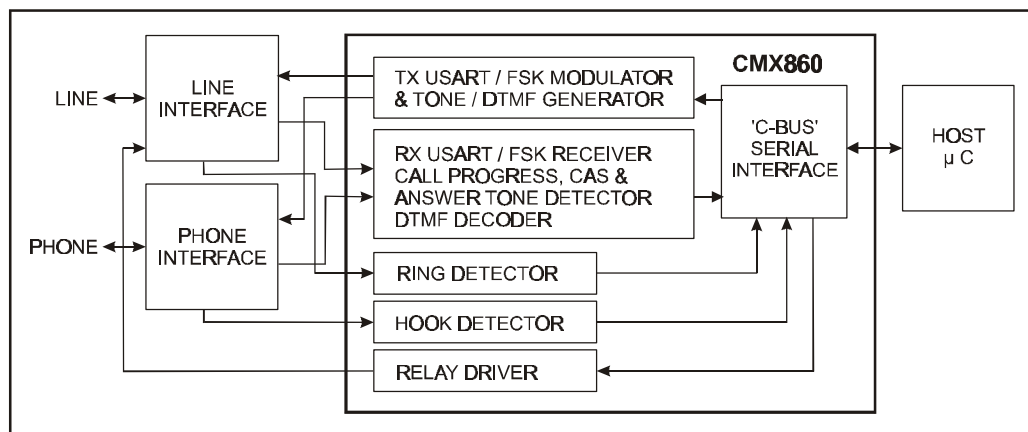 CMX860
LINE
LINE
INTERFACE
PHONE
PHONE
INTERFACE
TX USART / FSK MODULATOR
& TONE / DTMF GENERATOR
RX USART / FSK RECEIVER
CALL PROGRESS, CAS &
ANSWER TONE DETECTOR
DTMF DECODER
RING DETECTOR
HOOK DETECTOR
RELAY DRIVER
'C-BUS'
SERIAL
INTERFACE
HOST
µ C